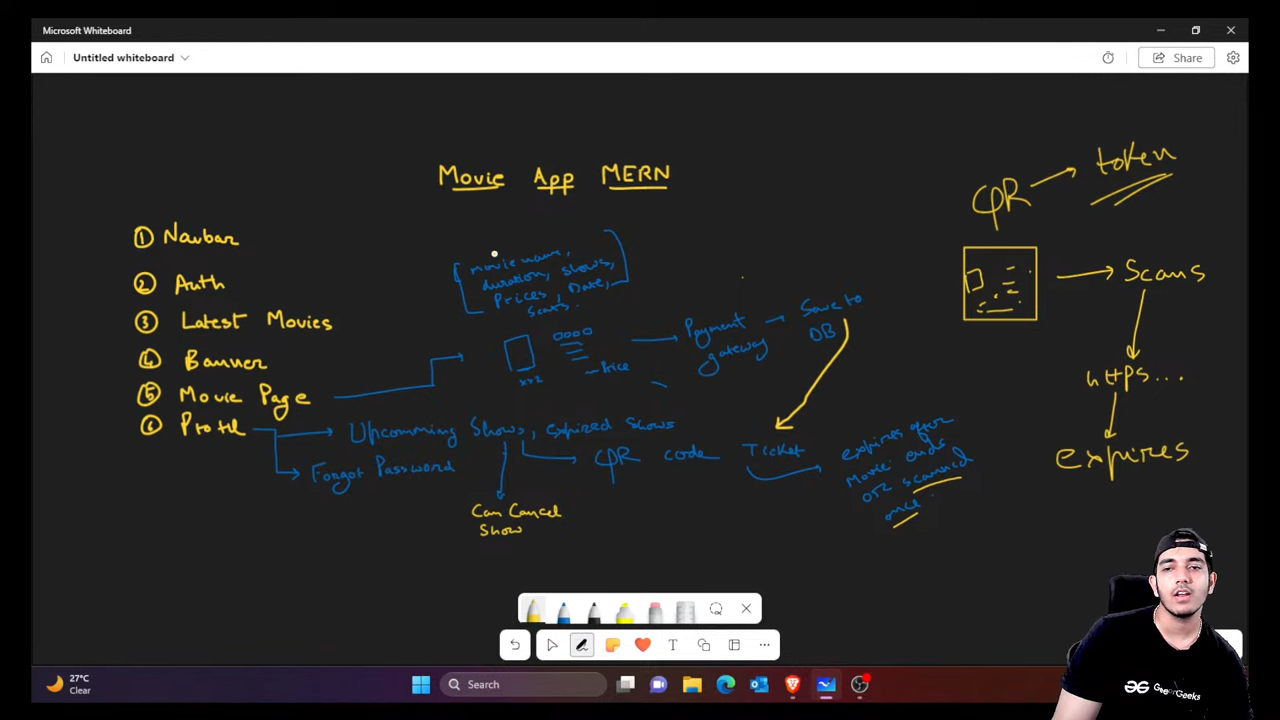 Microsoft Whiteboard
Untitled whiteboard
Share
Movie App MERN
① Navbar
② Auth
③ Latest Movies
④ Banner
⑤ Movie Page
⑥ Profil
movie name,
duration, shows,
Prices, Date,
seats.
Price
Payment
gateway
Save to
DB
Upcomming Shows, expired shows
Forgot Password
QR code Ticket
Can Cancel
Show
expires after
Movie ends
or scanned
once
QR
token
Scans
https...
expires
27°C
Clear
Search
GreerGeeks